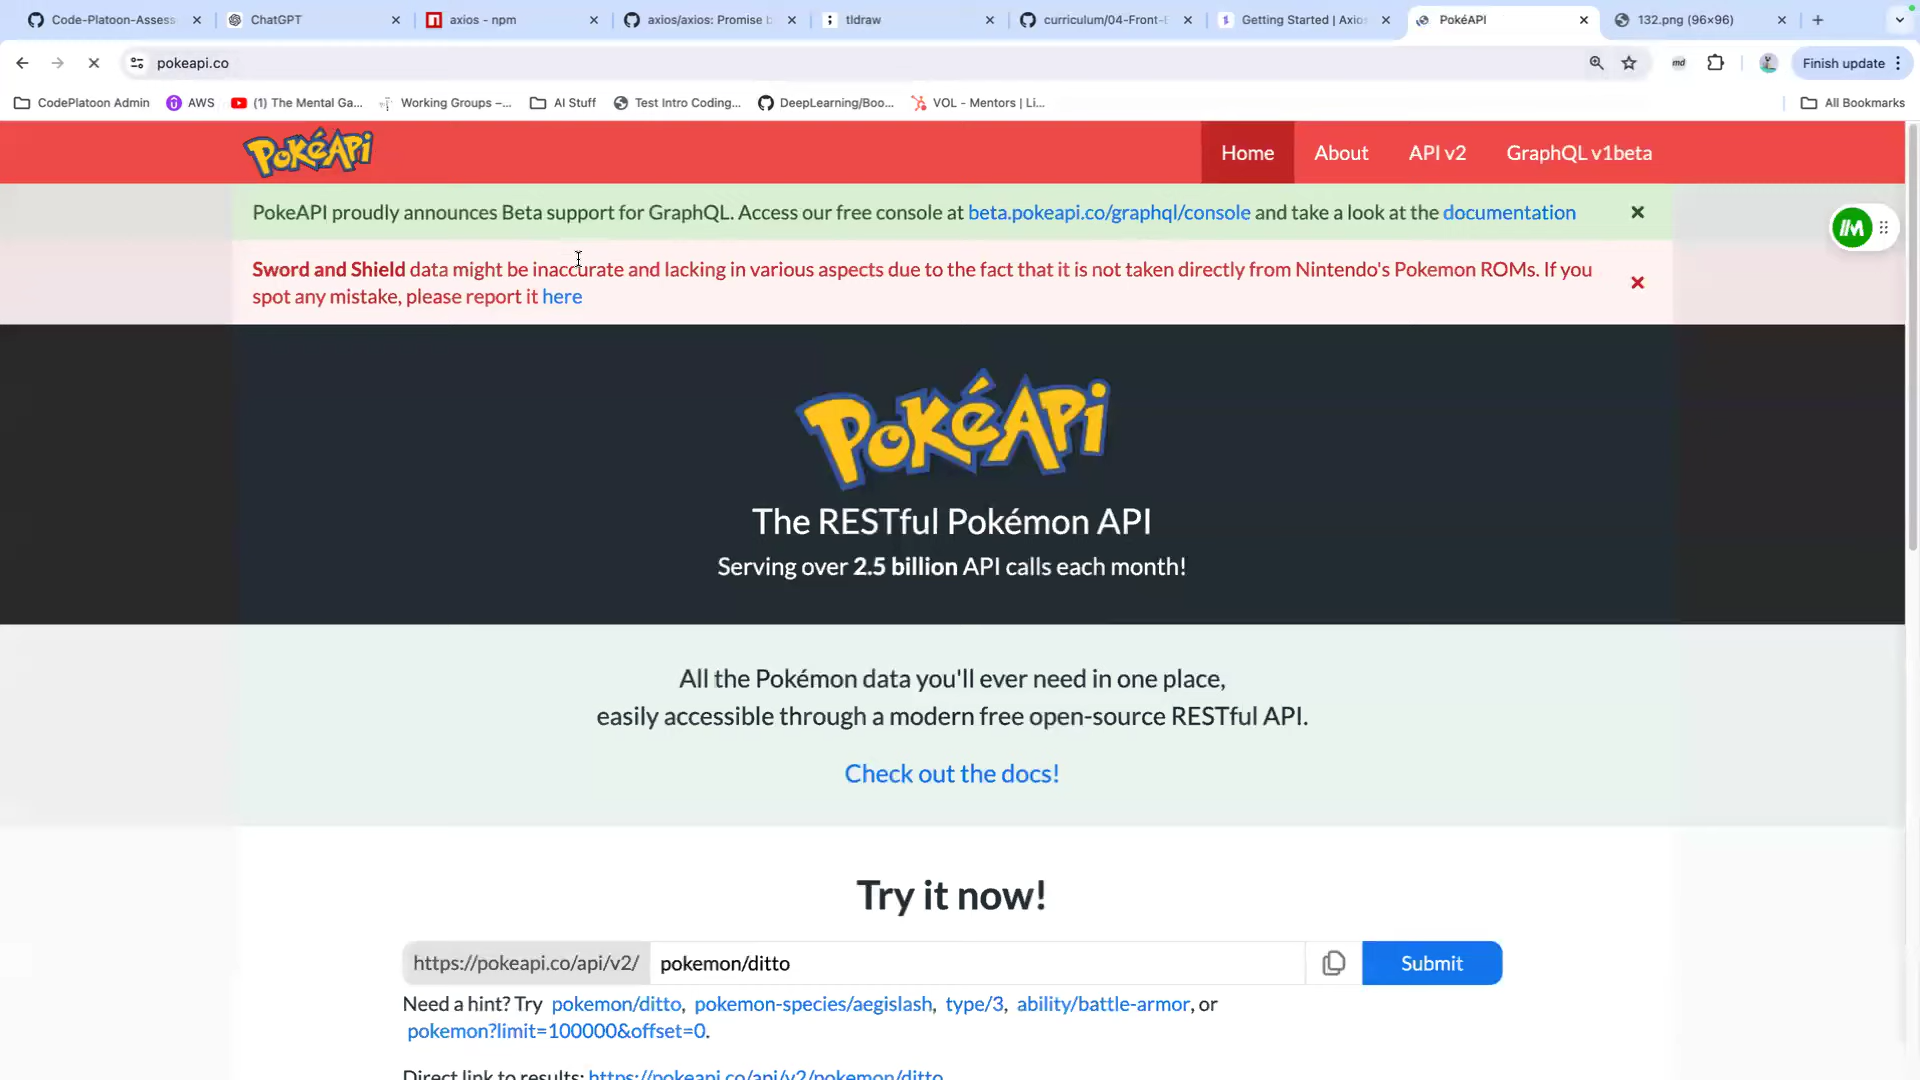 Code-Platoon-Assess
ChatGPT
axios - npm
axios/axios: Promise b
tldraw
curriculum/04-Front-E
Getting Started | Axios
PokéAPI
132.png (96×96)
pokeapi.co
md
Finish update
CodePlatoon Admin
AWS
(1) The Mental Ga...
Working Groups –...
AI Stuff
Test Intro Coding...
DeepLearning/Boo...
VOL - Mentors | Li...
All Bookmarks
PokéAPi
Home
About
API v2
GraphQL v1beta
PokeAPI proudly announces Beta support for GraphQL. Access our free console at beta.pokeapi.co/graphql/console and take a look at the documentation
Sword and Shield data might be inaccurate and lacking in various aspects due to the fact that it is not taken directly from Nintendo's Pokemon ROMs. If you
spot any mistake, please report it here
PokéAPi
The RESTful Pokémon API
Serving over 2.5 billion API calls each month!
All the Pokémon data you'll ever need in one place,
easily accessible through a modern free open-source RESTful API.
Check out the docs!
Try it now!
https://pokeapi.co/api/v2/
pokemon/ditto
Submit
Need a hint? Try pokemon/ditto, pokemon-species/aegislash, type/3, ability/battle-armor, or
pokemon?limit=100000&offset=0.
Direct link to results: https://pokeapi.co/api/v2/pokemon/ditto